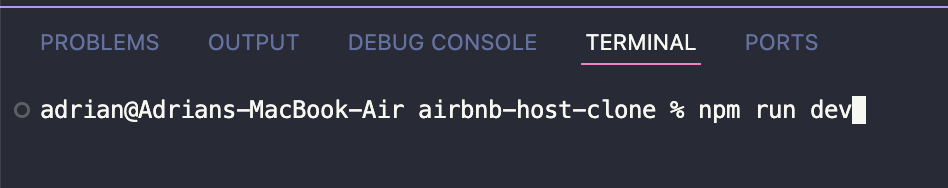 PROBLEMS OUTPUT DEBUG CONSOLE TERMINAL PORTS
adrian@Adrians-MacBook-Air airbnb-host-clone % npm run dev